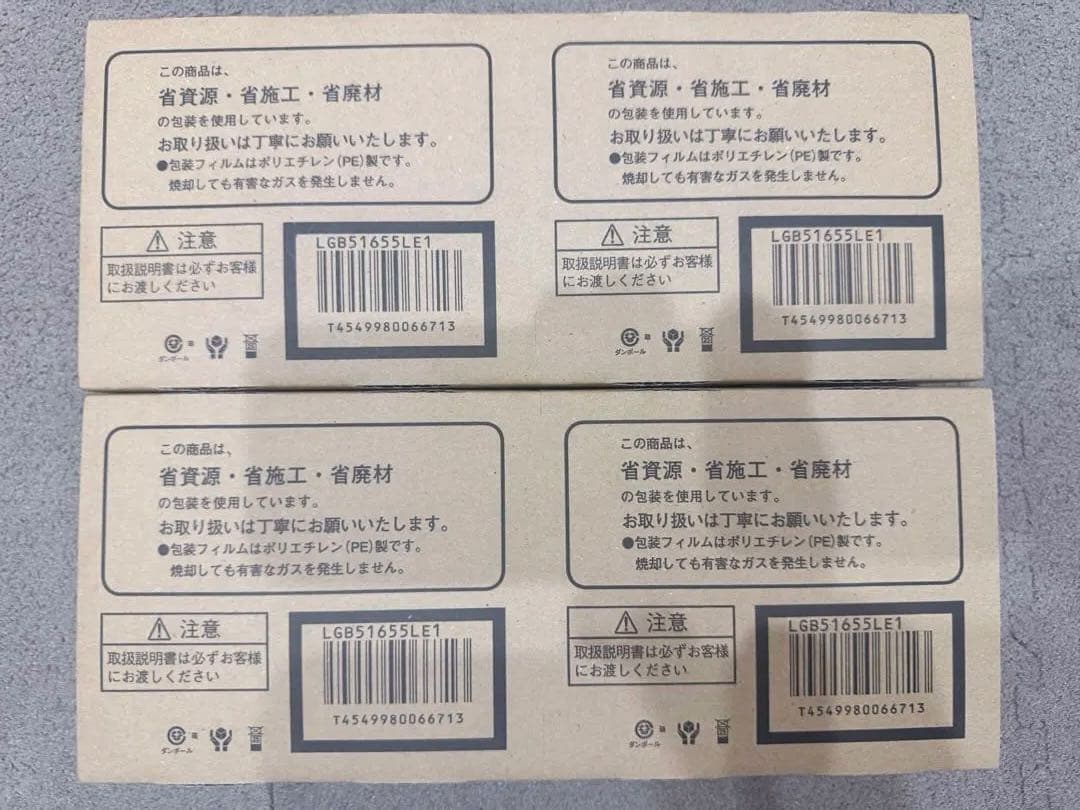 この商品は、
省資源・省施工・省廃材
の包装を使用しています。
お取り扱いは丁寧にお願いいたします。
●包装フィルムはポリエチレン(PE)製です。
焼却しても有害なガスを発生しません。
注意
取扱説明書は必ずお客様
にお渡しください
LGB51655LE1
T4549980066713
ダンボール
この商品は、
省資源・省施工・省廃材
の包装を使用しています。
お取り扱いは丁寧にお願いいたします。
●包装フィルムはポリエチレン(PE)製です。
焼却しても有害なガスを発生しません。
注意
取扱説明書は必ずお客様
にお渡しください
LGB51655LE1
T4549980066713
ダンボール
この商品は、
省資源・省施工・省廃材
の包装を使用しています。
お取り扱いは丁寧にお願いいたします。
●包装フィルムはポリエチレン(PE)製です。
焼却しても有害なガスを発生しません。
注意
取扱説明書は必ずお客様
にお渡しください
LGB51655LE1
T4549980066713
ダンボール
この商品は、
省資源・省施工・省廃材
の包装を使用しています。
お取り扱いは丁寧にお願いいたします。
●包装フィルムはポリエチレン(PE)製です。
焼却しても有害なガスを発生しません。
注意
取扱説明書は必ずお客様
にお渡しください
LGB51655LE1
T4549980066713
ダンボール